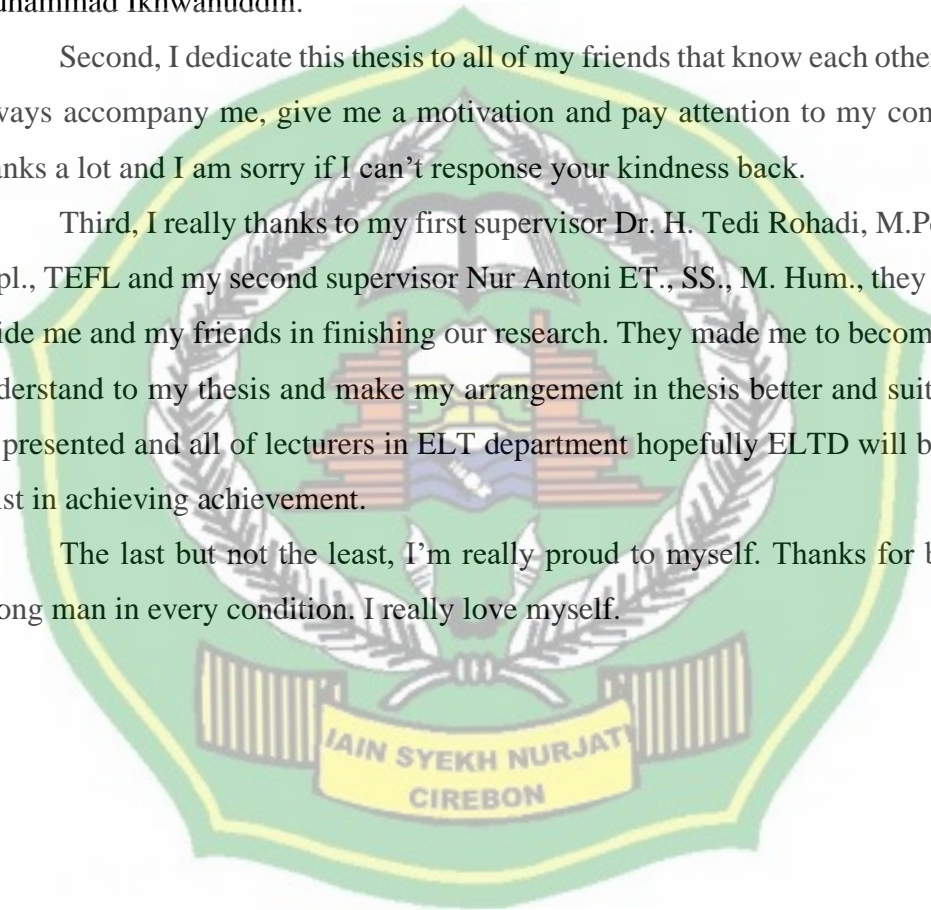 uhammad Ikhwanuddin.
Second, I dedicate this thesis to all of my friends that know each other
ways accompany me, give me a motivation and pay attention to my con
anks a lot and I am sorry if I can’t response your kindness back.
Third, I really thanks to my first supervisor Dr. H. Tedi Rohadi, M.P
pl., TEFL and my second supervisor Nur Antoni ET., SS., M. Hum., they
ide me and my friends in finishing our research. They made me to becom
derstand to my thesis and make my arrangement in thesis better and suit
presented and all of lecturers in ELT department hopefully ELTD will b
ist in achieving achievement.
The last but not the least, I’m really proud to myself. Thanks for b
ong man in every condition. I really love myself.
IAIN SYEKH NURJATI
CIREBON